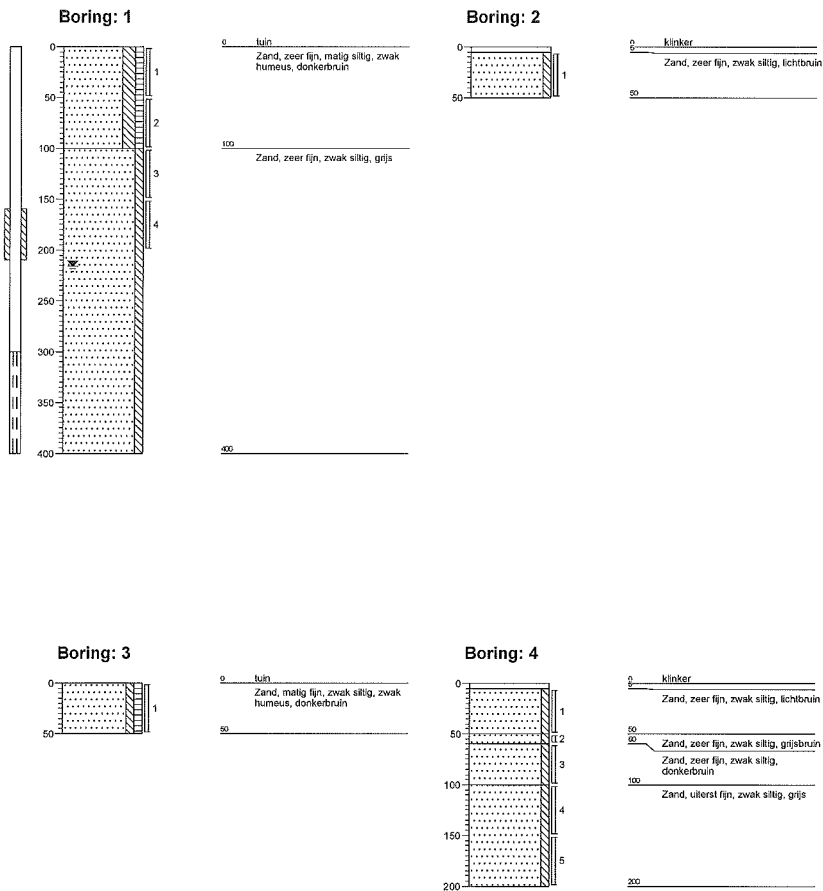 Boring: 1
0
50
100
150
200
250
300
350
400
1
2
3
4
0
tuin
Zand, zeer fijn, matig siltig, zwak
humeus, donkerbruin
100
Zand, zeer fijn, zwak siltig, grijs
400
Boring: 2
0
50
1
0
klinker
5
Zand, zeer fijn, zwak siltig, lichtbruin
50
Boring: 3
0
50
1
0
tuin
Zand, matig fijn, zwak siltig, zwak
humeus, donkerbruin
50
Boring: 4
0
50
100
150
200
1
2
3
4
5
0
klinker
5
Zand, zeer fijn, zwak siltig, lichtbruin
50
Zand, zeer fijn, zwak siltig, grijsbruin
60
Zand, zeer fijn, zwak siltig,
donkerbruin
100
Zand, uiterst fijn, zwak siltig, grijs
200